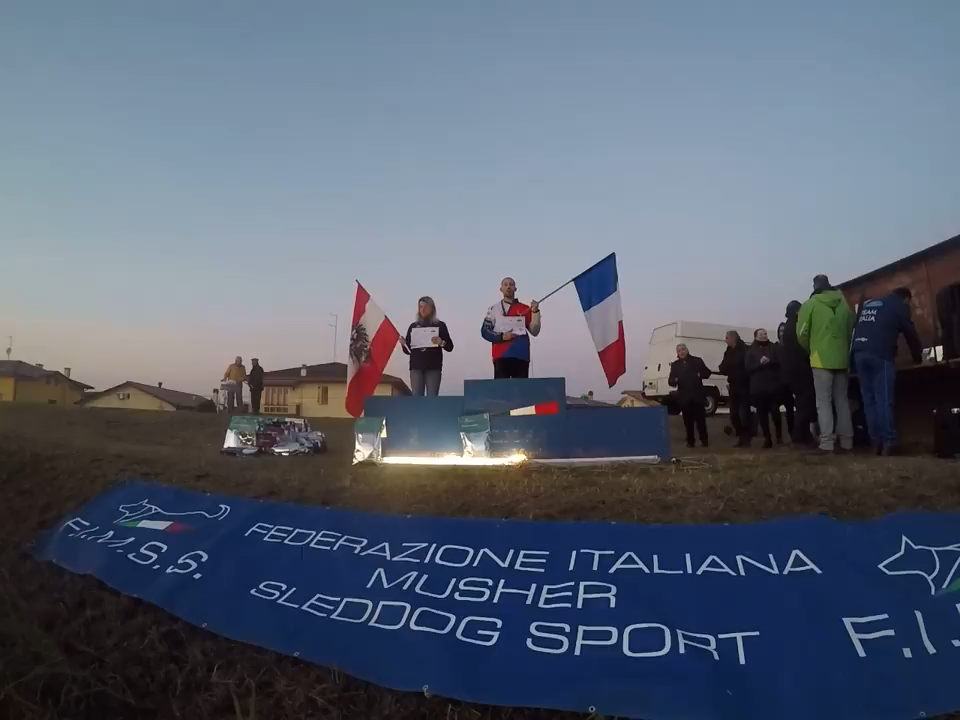 TEAM
ITALIA
F.I.M.S.S.
FEDERAZIONE ITALIANA
MUSHER
SLEDDOG SPORT
F.I.